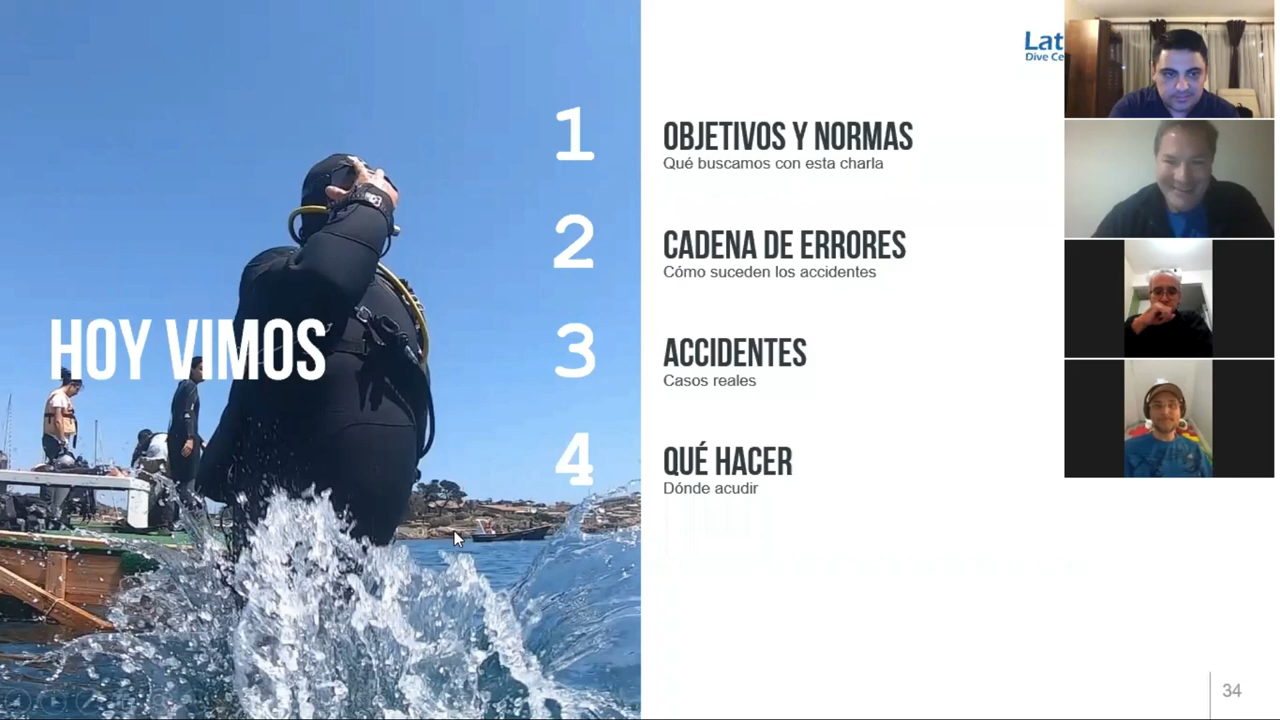 HOY VIMOS
1
OBJETIVOS Y NORMAS
Qué buscamos con esta charla
2
CADENA DE ERRORES
Cómo suceden los accidentes
3
ACCIDENTES
Casos reales
4
QUÉ HACER
Dónde acudir
Lat
Dive Ce
34